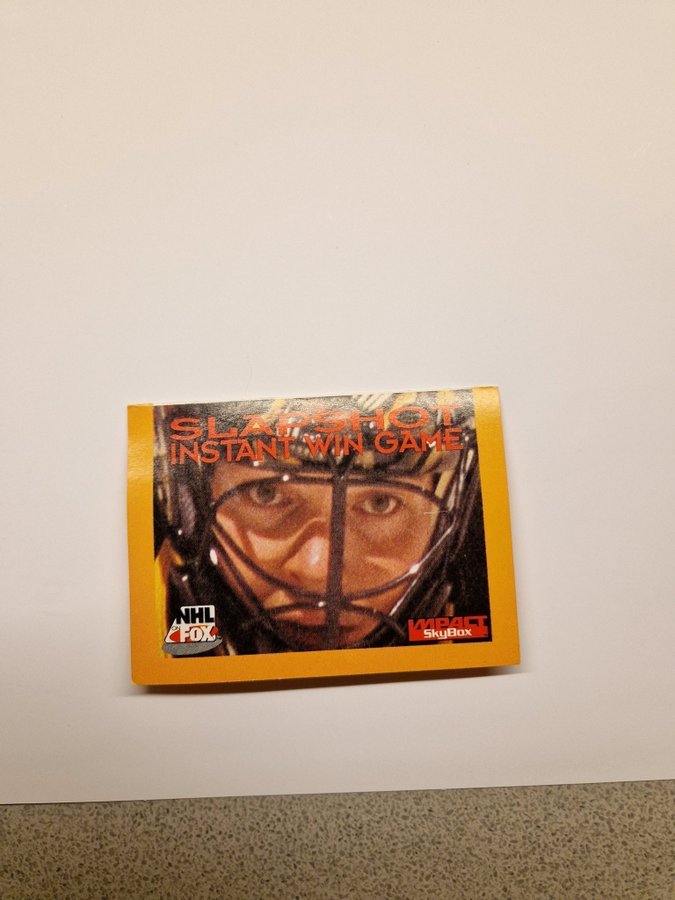 SLAPSHOT
INSTANT WIN GAME
NHL
FOX
IMPACT
SkyBox